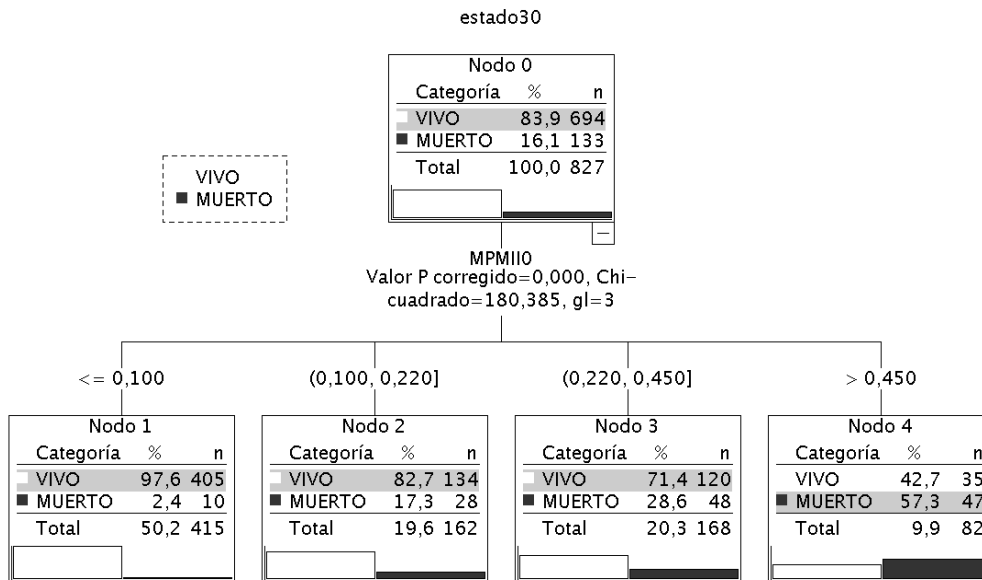 estado30
Nodo 0
Categoría % n
VIVO 83,9 694
MUERTO 16,1 133
Total 100,0 827
VIVO
MUERTO
MPMII0
Valor P corregido=0,000, Chi-
cuadrado=180,385, gl=3
<= 0,100
(0,100, 0,220]
(0,220, 0,450]
> 0,450
Nodo 1
Categoría % n
VIVO 97,6 405
MUERTO 2,4 10
Total 50,2 415
Nodo 2
Categoría % n
VIVO 82,7 134
MUERTO 17,3 28
Total 19,6 162
Nodo 3
Categoría % n
VIVO 71,4 120
MUERTO 28,6 48
Total 20,3 168
Nodo 4
Categoría % n
VIVO 42,7 35
MUERTO 57,3 47
Total 9,9 82